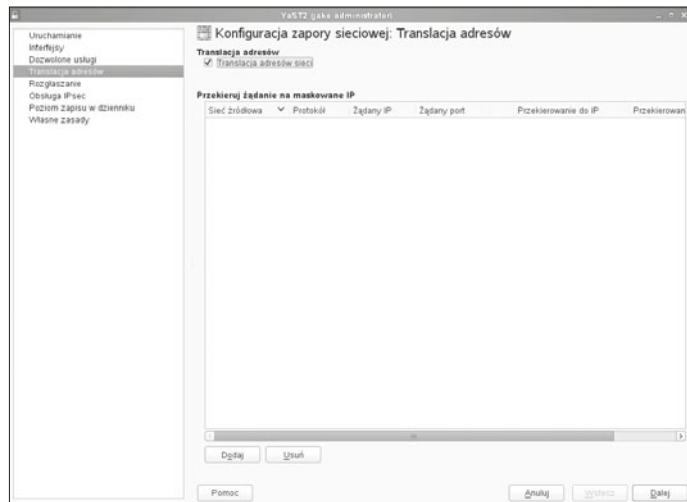 YaST2 (jako administrator)
Uruchamianie
Interfejsy
Dozwolone usługi
Translacja adresów
Rozgłaszanie
Obsługa IPsec
Poziom zapisu w dzienniku
Własne zasady
Konfiguracja zapory sieciowej: Translacja adresów
Translacja adresów
Translacja adresów sieci
Przekieruj żądanie na maskowane IP
Sieć źródłowa Protokół Żądany IP Żądany port Przekierowanie do IP Przekierowan
Dodaj Usuń
Pomoc Anuluj Wstecz Dalej